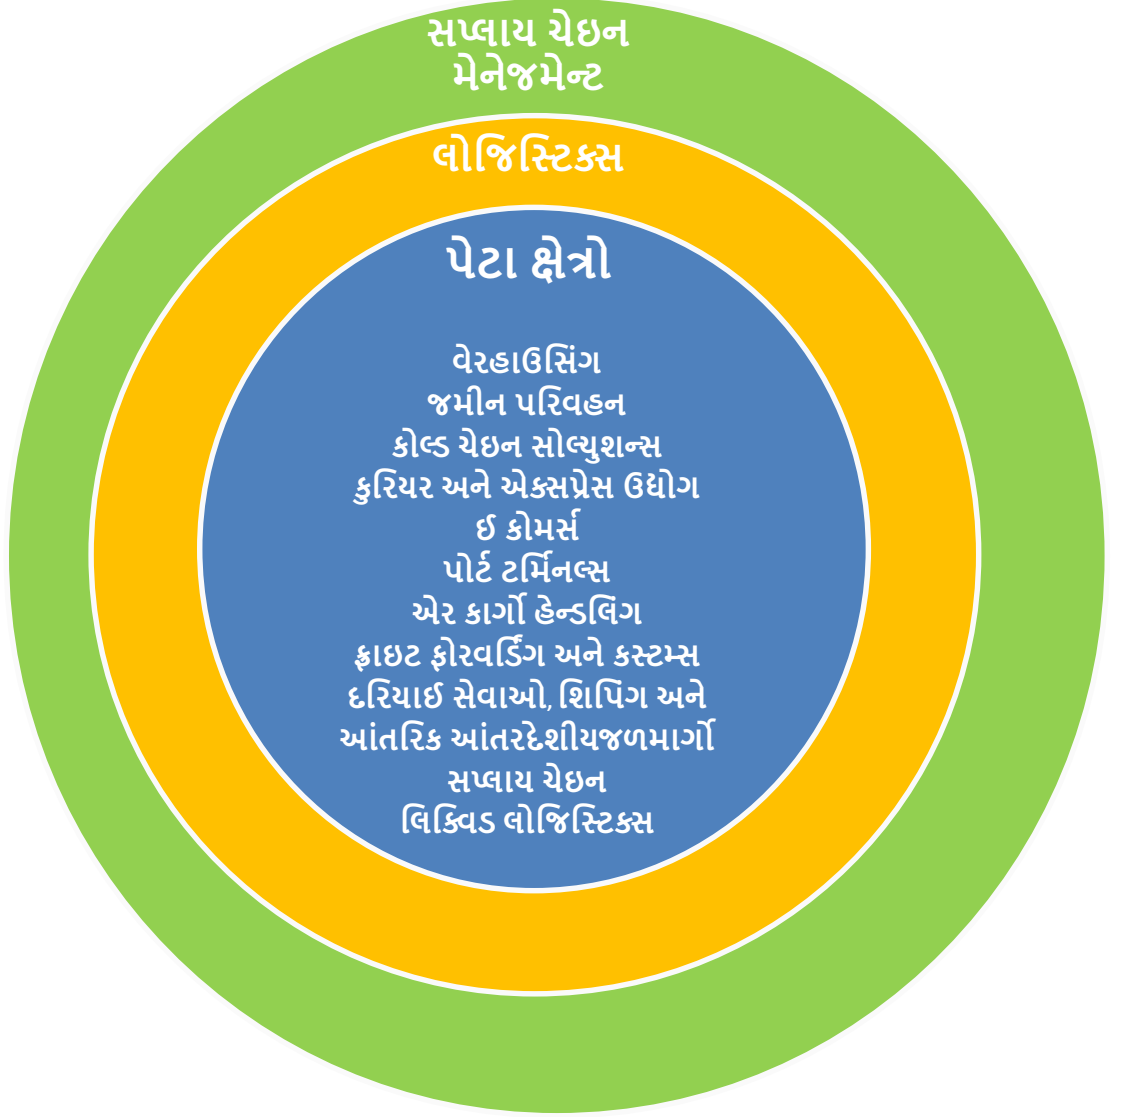 સપ્લાય ચેઇન
મેનેજમેન્ટ
લોજિસ્ટિક્સ
પેટા ક્ષેત્રો
વેરહાઉસિંગ
જમીન પરિવહન
કોલ્ડ ચેઇન સોલ્યુશન્સ
કુરિયર અને એક્સપ્રેસ ઉદ્યોગ
ઈ કોમર્સ
પોર્ટ ટર્મિનલ્સ
એર કાર્ગો હેન્ડલિંગ
ફ્રાઇટ ફોરવર્ડિંગ અને કસ્ટમ્સ
દરિયાઈ સેવાઓ, શિપિંગ અને
આંતરિક આંતરદેશીયજળમાર્ગો
સપ્લાય ચેઇન
લિક્વિડ લોજિસ્ટિક્સ